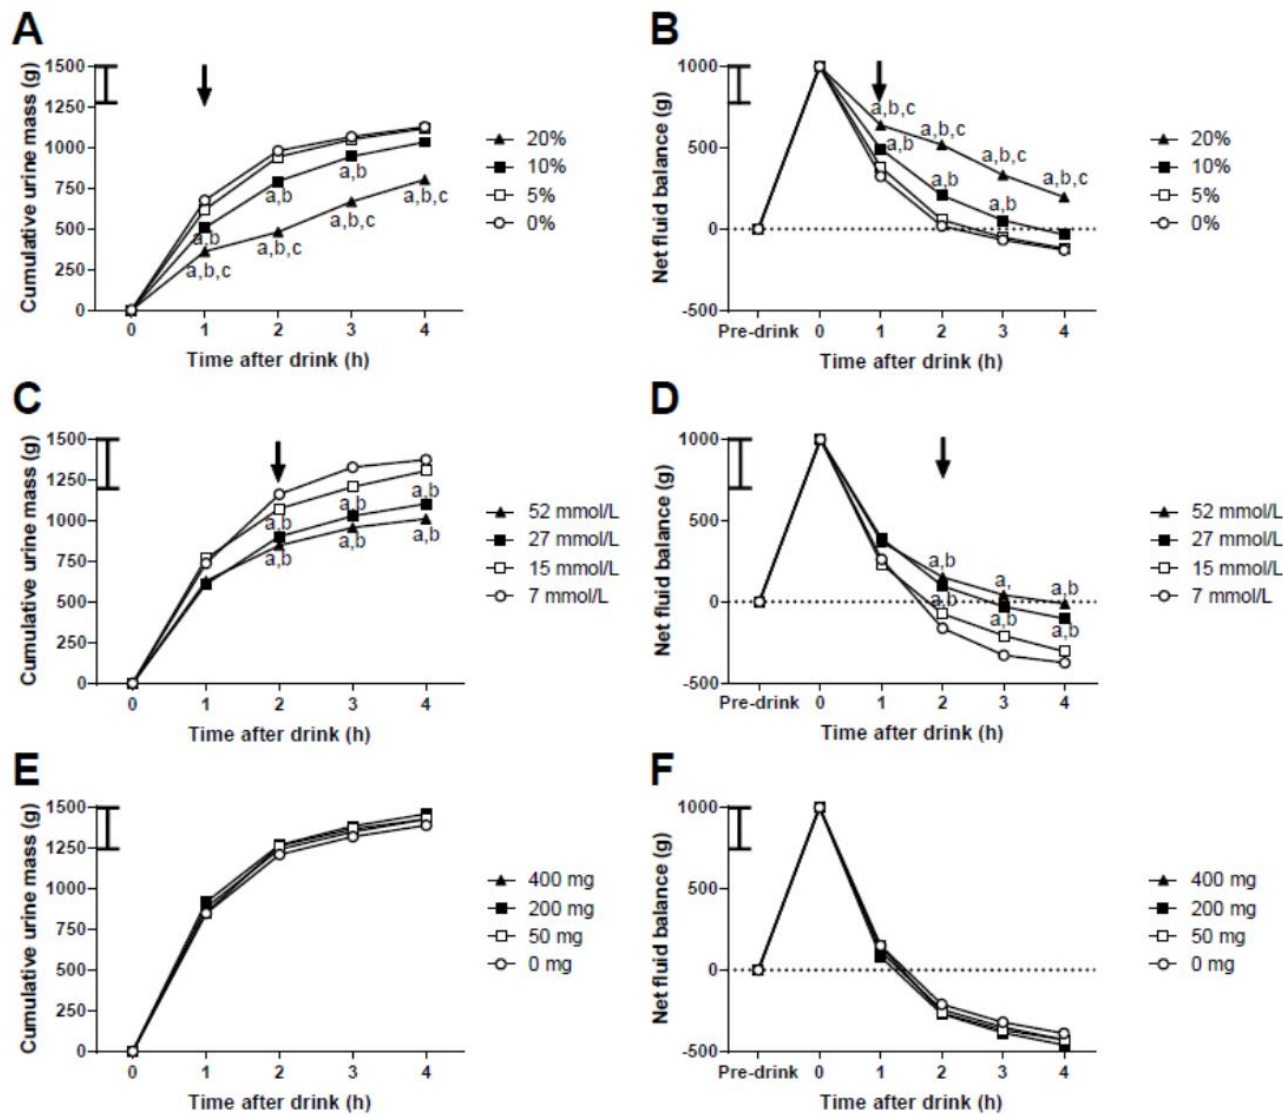 A
Cumulative urine mass (g)
1500
1250
1000
750
500
250
0
a,b
a,b,c
a,b
a,b,c
a,b
a,b,c
a,b,c
0 1 2 3 4
Time after drink (h)
20%
10%
5%
0%
B
Net fluid balance (g)
1000
500
0
-500
a,b,c
a,b
a,b,c
a,b
a,b,c
a,b
a,b,c
Pre-drink 0 1 2 3 4
Time after drink (h)
20%
10%
5%
0%
C
Cumulative urine mass (g)
1500
1250
1000
750
500
250
0
a,b
a,b
a,b
a,b
a,b
a,b
0 1 2 3 4
Time after drink (h)
52 mmol/L
27 mmol/L
15 mmol/L
7 mmol/L
D
Net fluid balance (g)
1000
500
0
-500
a,b
a,b
a,
a,b
a,b
a,b
Pre-drink 0 1 2 3 4
Time after drink (h)
52 mmol/L
27 mmol/L
15 mmol/L
7 mmol/L
E
Cumulative urine mass (g)
1500
1250
1000
750
500
250
0
0 1 2 3 4
Time after drink (h)
400 mg
200 mg
50 mg
0 mg
F
Net fluid balance (g)
1000
500
0
-500
Pre-drink 0 1 2 3 4
Time after drink (h)
400 mg
200 mg
50 mg
0 mg